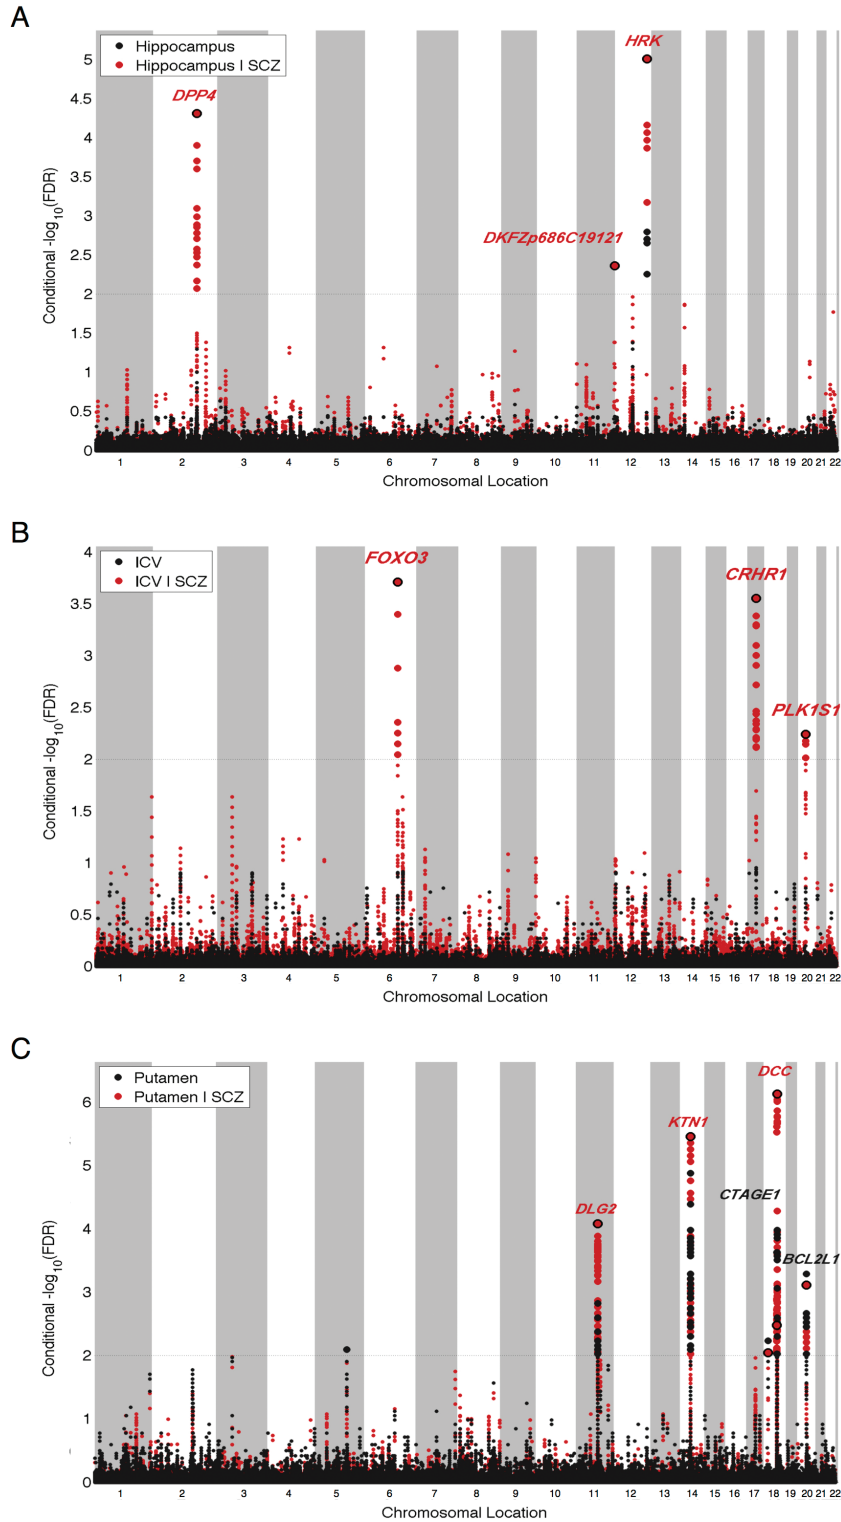 A
Hippocampus
Hippocampus | SCZ
HRK
DPP4
DKFZp686C19121
Conditional -log10(FDR)
5
4.5
4
3.5
3
2.5
2
1.5
1
0.5
0
1 2 3 4 5 6 7 8 9 10 11 12 13 14 15 16 17 18 19 20 21 22
Chromosomal Location
B
ICV
ICV | SCZ
FOXO3
CRHR1
PLK1S1
Conditional -log10(FDR)
4
3.5
3
2.5
2
1.5
1
0.5
0
1 2 3 4 5 6 7 8 9 10 11 12 13 14 15 16 17 18 19 20 21 22
Chromosomal Location
C
Putamen
Putamen | SCZ
DCC
KTN1
CTAGE1
DLG2
BCL2L1
Conditional -log10(FDR)
6
5
4
3
2
1
0
1 2 3 4 5 6 7 8 9 10 11 12 13 14 15 16 17 18 19 20 21 22
Chromosomal Location